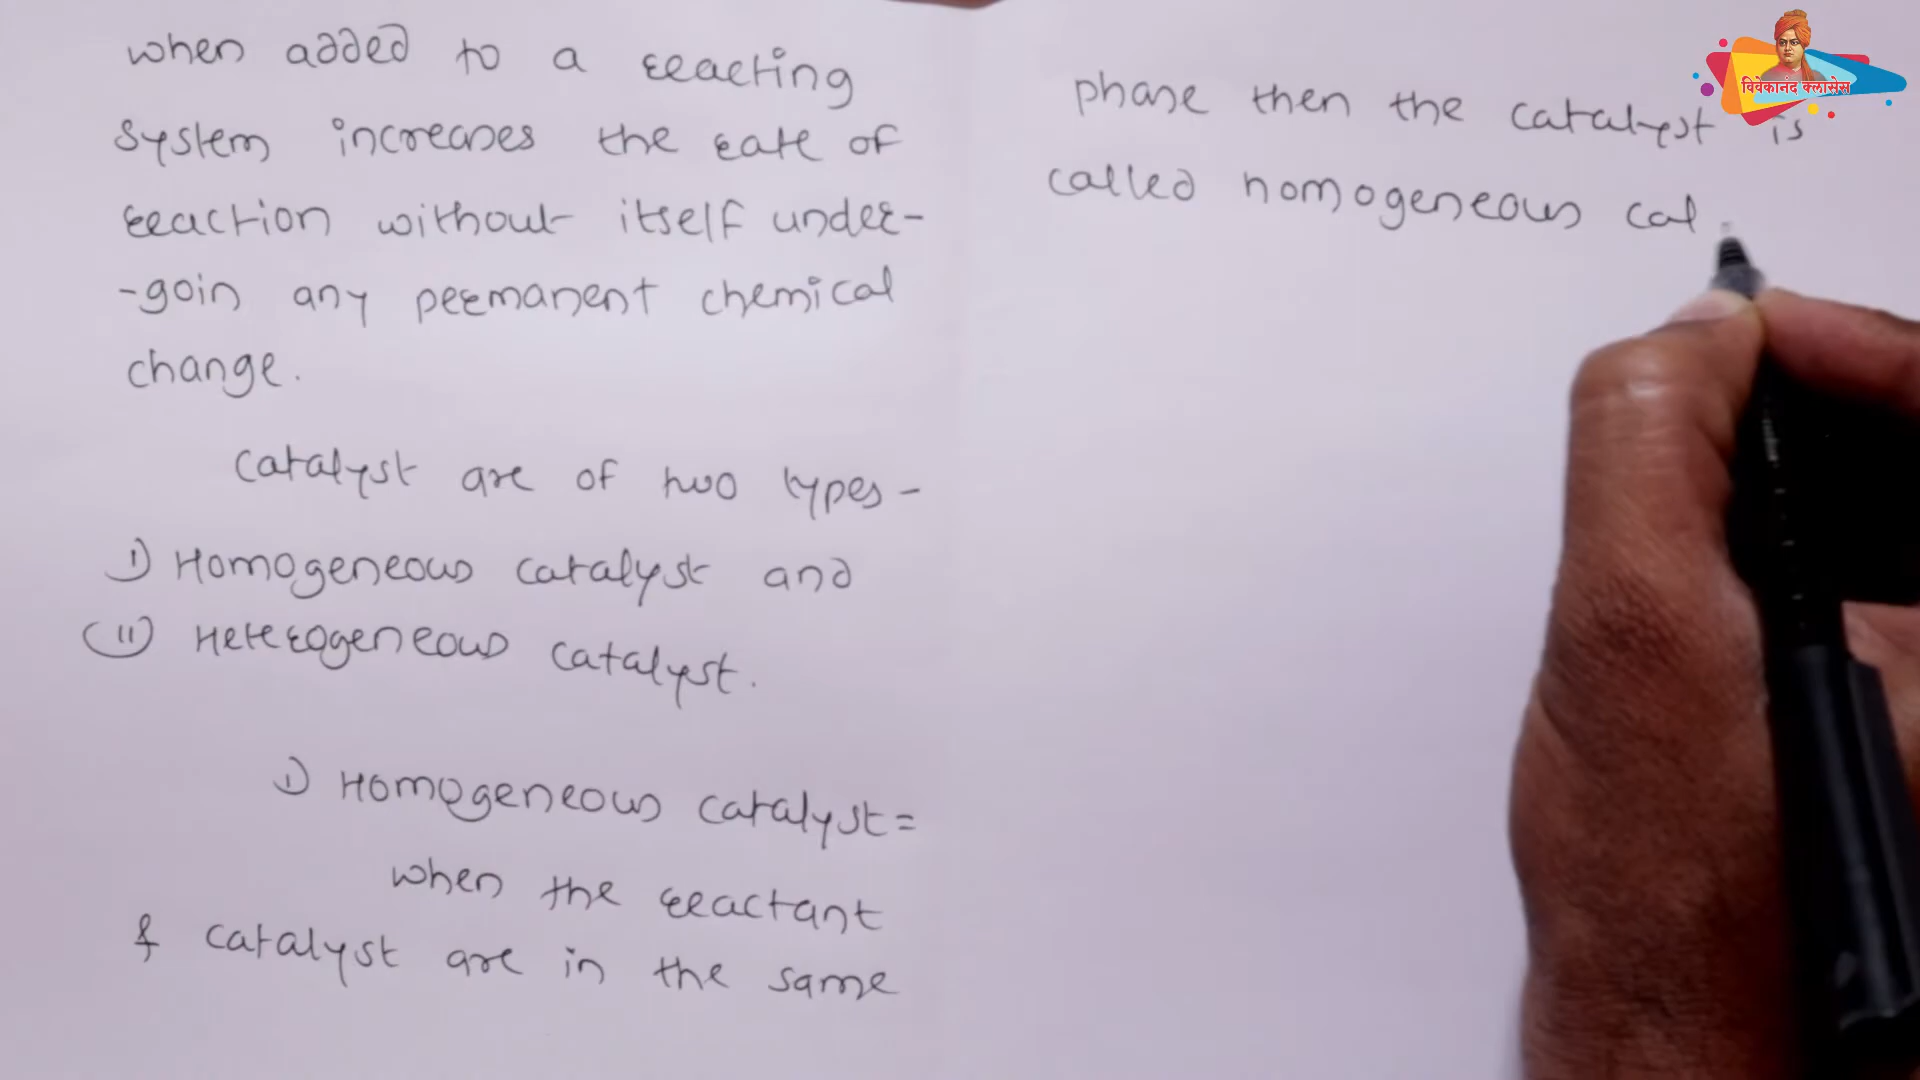 when added to a reacting
system increases the rate of
reaction without itself under-
-goin any permanent chemical
change.
catalyst are of two types-
i) Homogeneous catalyst and
(ii) Heterogeneous catalyst.
i) Homogeneous catalyst=
when the reactant
& catalyst are in the same
phase then the catalyst is
called homogeneous cat
विवेकानंद क्लासेस